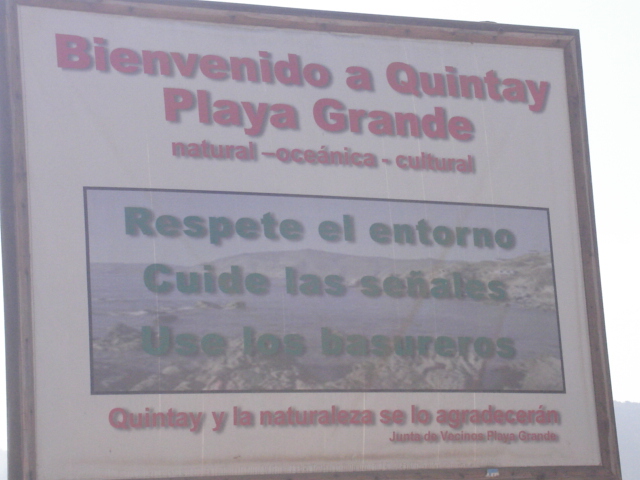 Bienvenido a Quintay
Playa Grande
natural –oceánica - cultural
Respete el entorno
Cuide las señales
Use los basureros
Quintay y la naturaleza se lo agradecerán
Junta de Vecinos Playa Grande